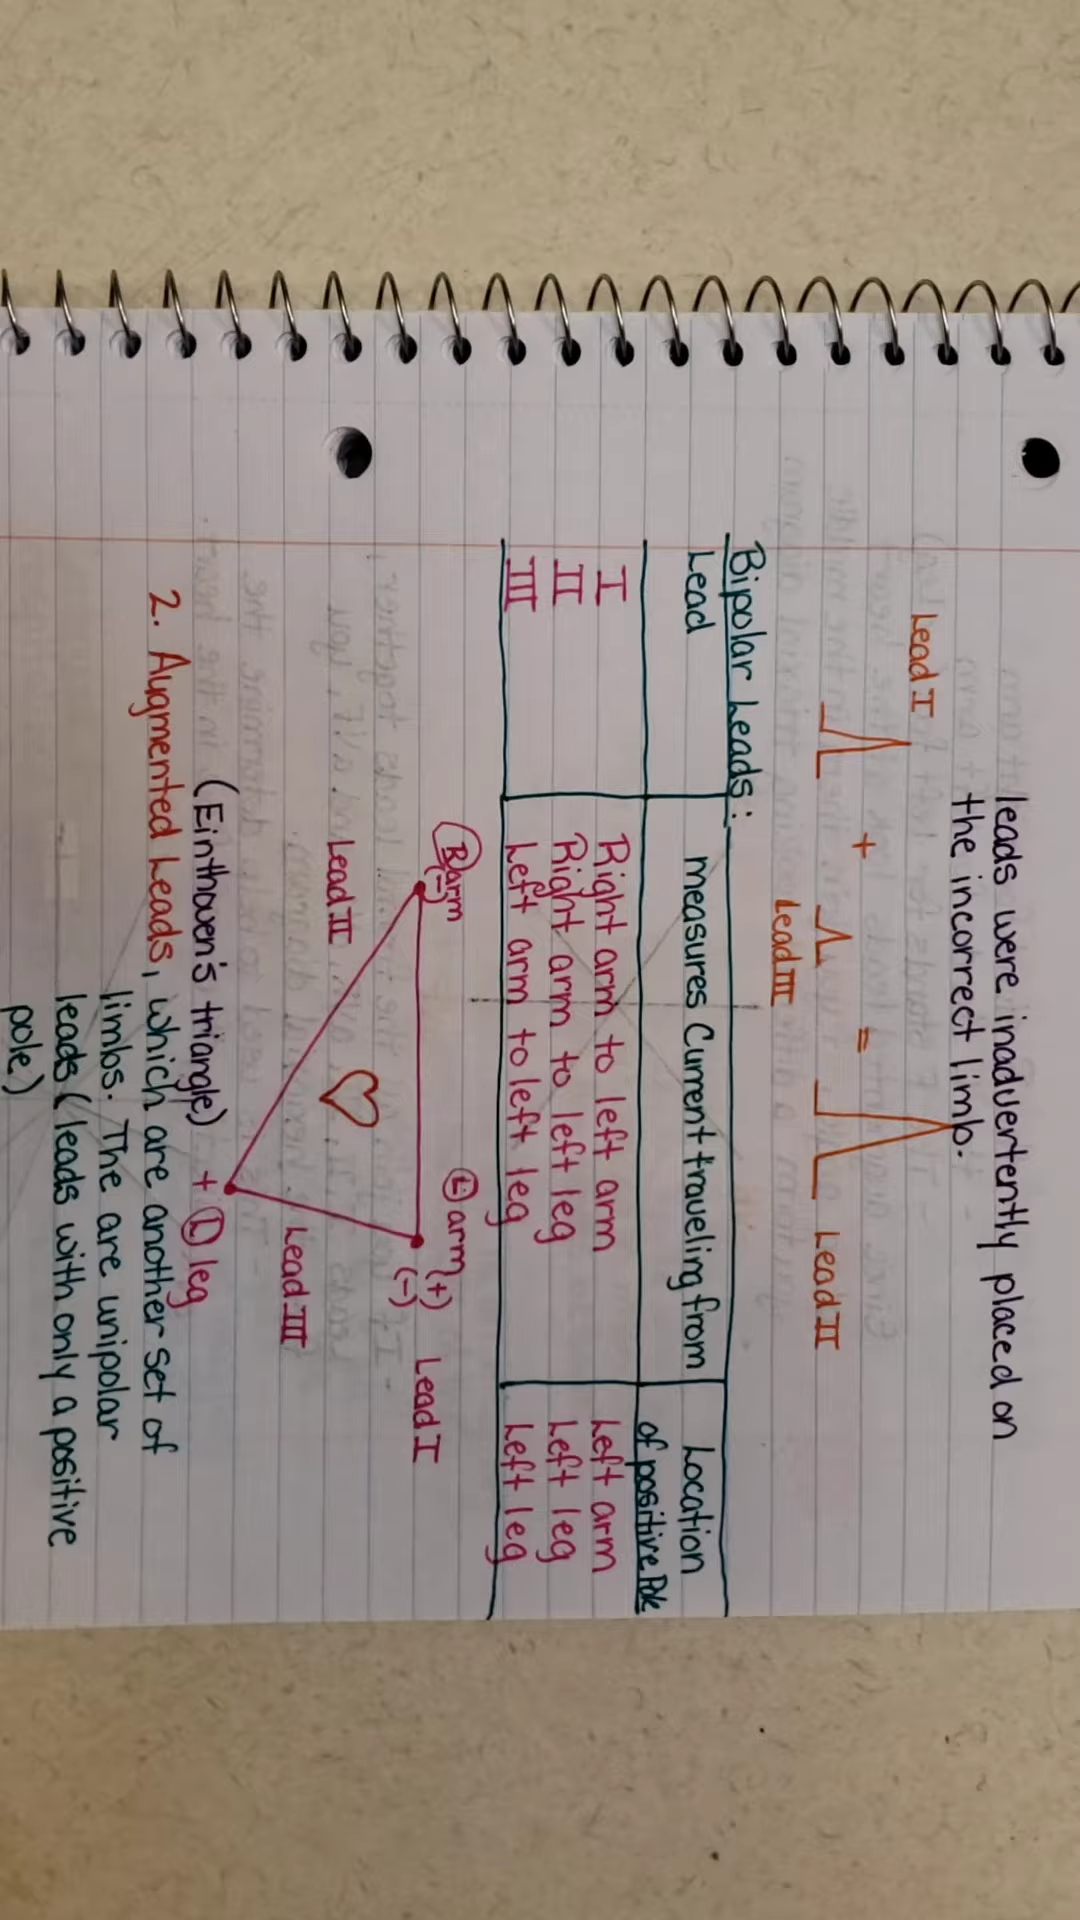 leads were inadvertently placed on
the incorrect limb.
Lead I
+
=
Lead II
Lead III
Bipolar Leads:
Lead measures Current traveling from Location
of positive Pole
I Right arm to left arm Left arm
II Right arm to left leg Left leg
III Left arm to left leg Left leg
R arm
(-)
L arm (+)
(-)
Lead I
Lead II
Lead III
+ L leg
(Einthoven's triangle)
2. Augmented Leads, which are another set of
limbs. The are unipolar
leads (leads with only a positive
pole)